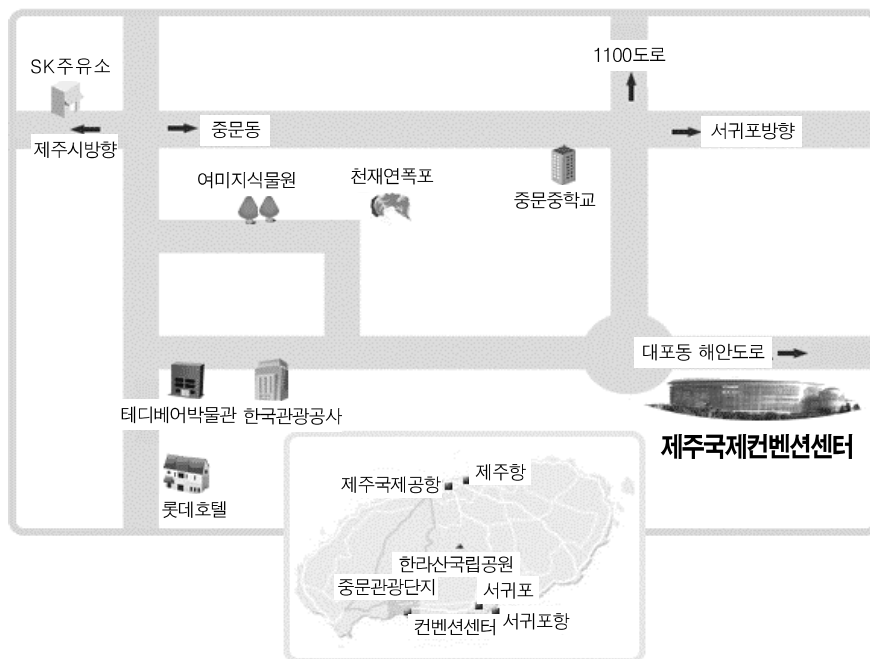 1100도로
SK주유소
중문동
서귀포방향
제주시방향
여미지식물원
천재연폭포
중문중학교
대포동 해안도로
테디베어박물관
한국관광공사
제주국제컨벤션센터
롯데호텔
제주항
제주국제공항
한라산국립공원
중문관광단지
서귀포
컨벤션센터
서귀포항